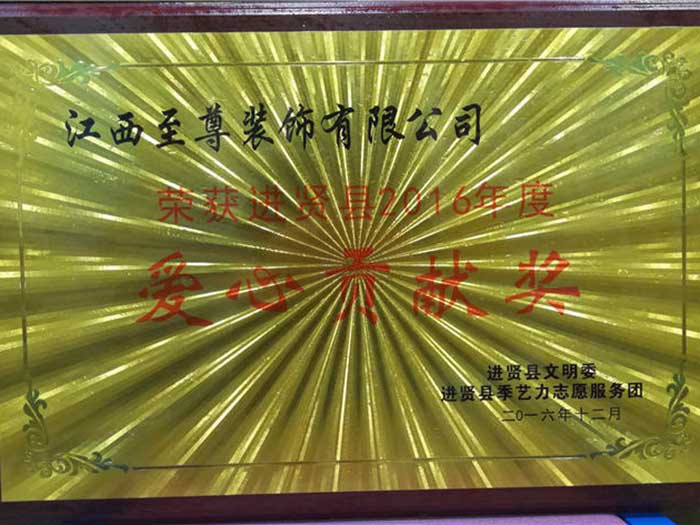 江西至尊装饰有限公司
荣获进贤县2016年度
爱心贡献奖
进贤县文明委
进贤县季艺力志愿服务团
二0一六年十二月